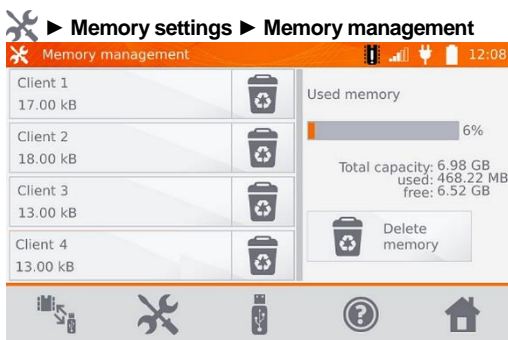 ► Memory settings ► Memory management
Memory management 12:08
Client 1
17.00 kB
Client 2
18.00 kB
Client 3
13.00 kB
Client 4
13.00 kB
Used memory
6%
Total capacity: 6.98 GB
used: 468.22 MB
free: 6.52 GB
Delete
memory